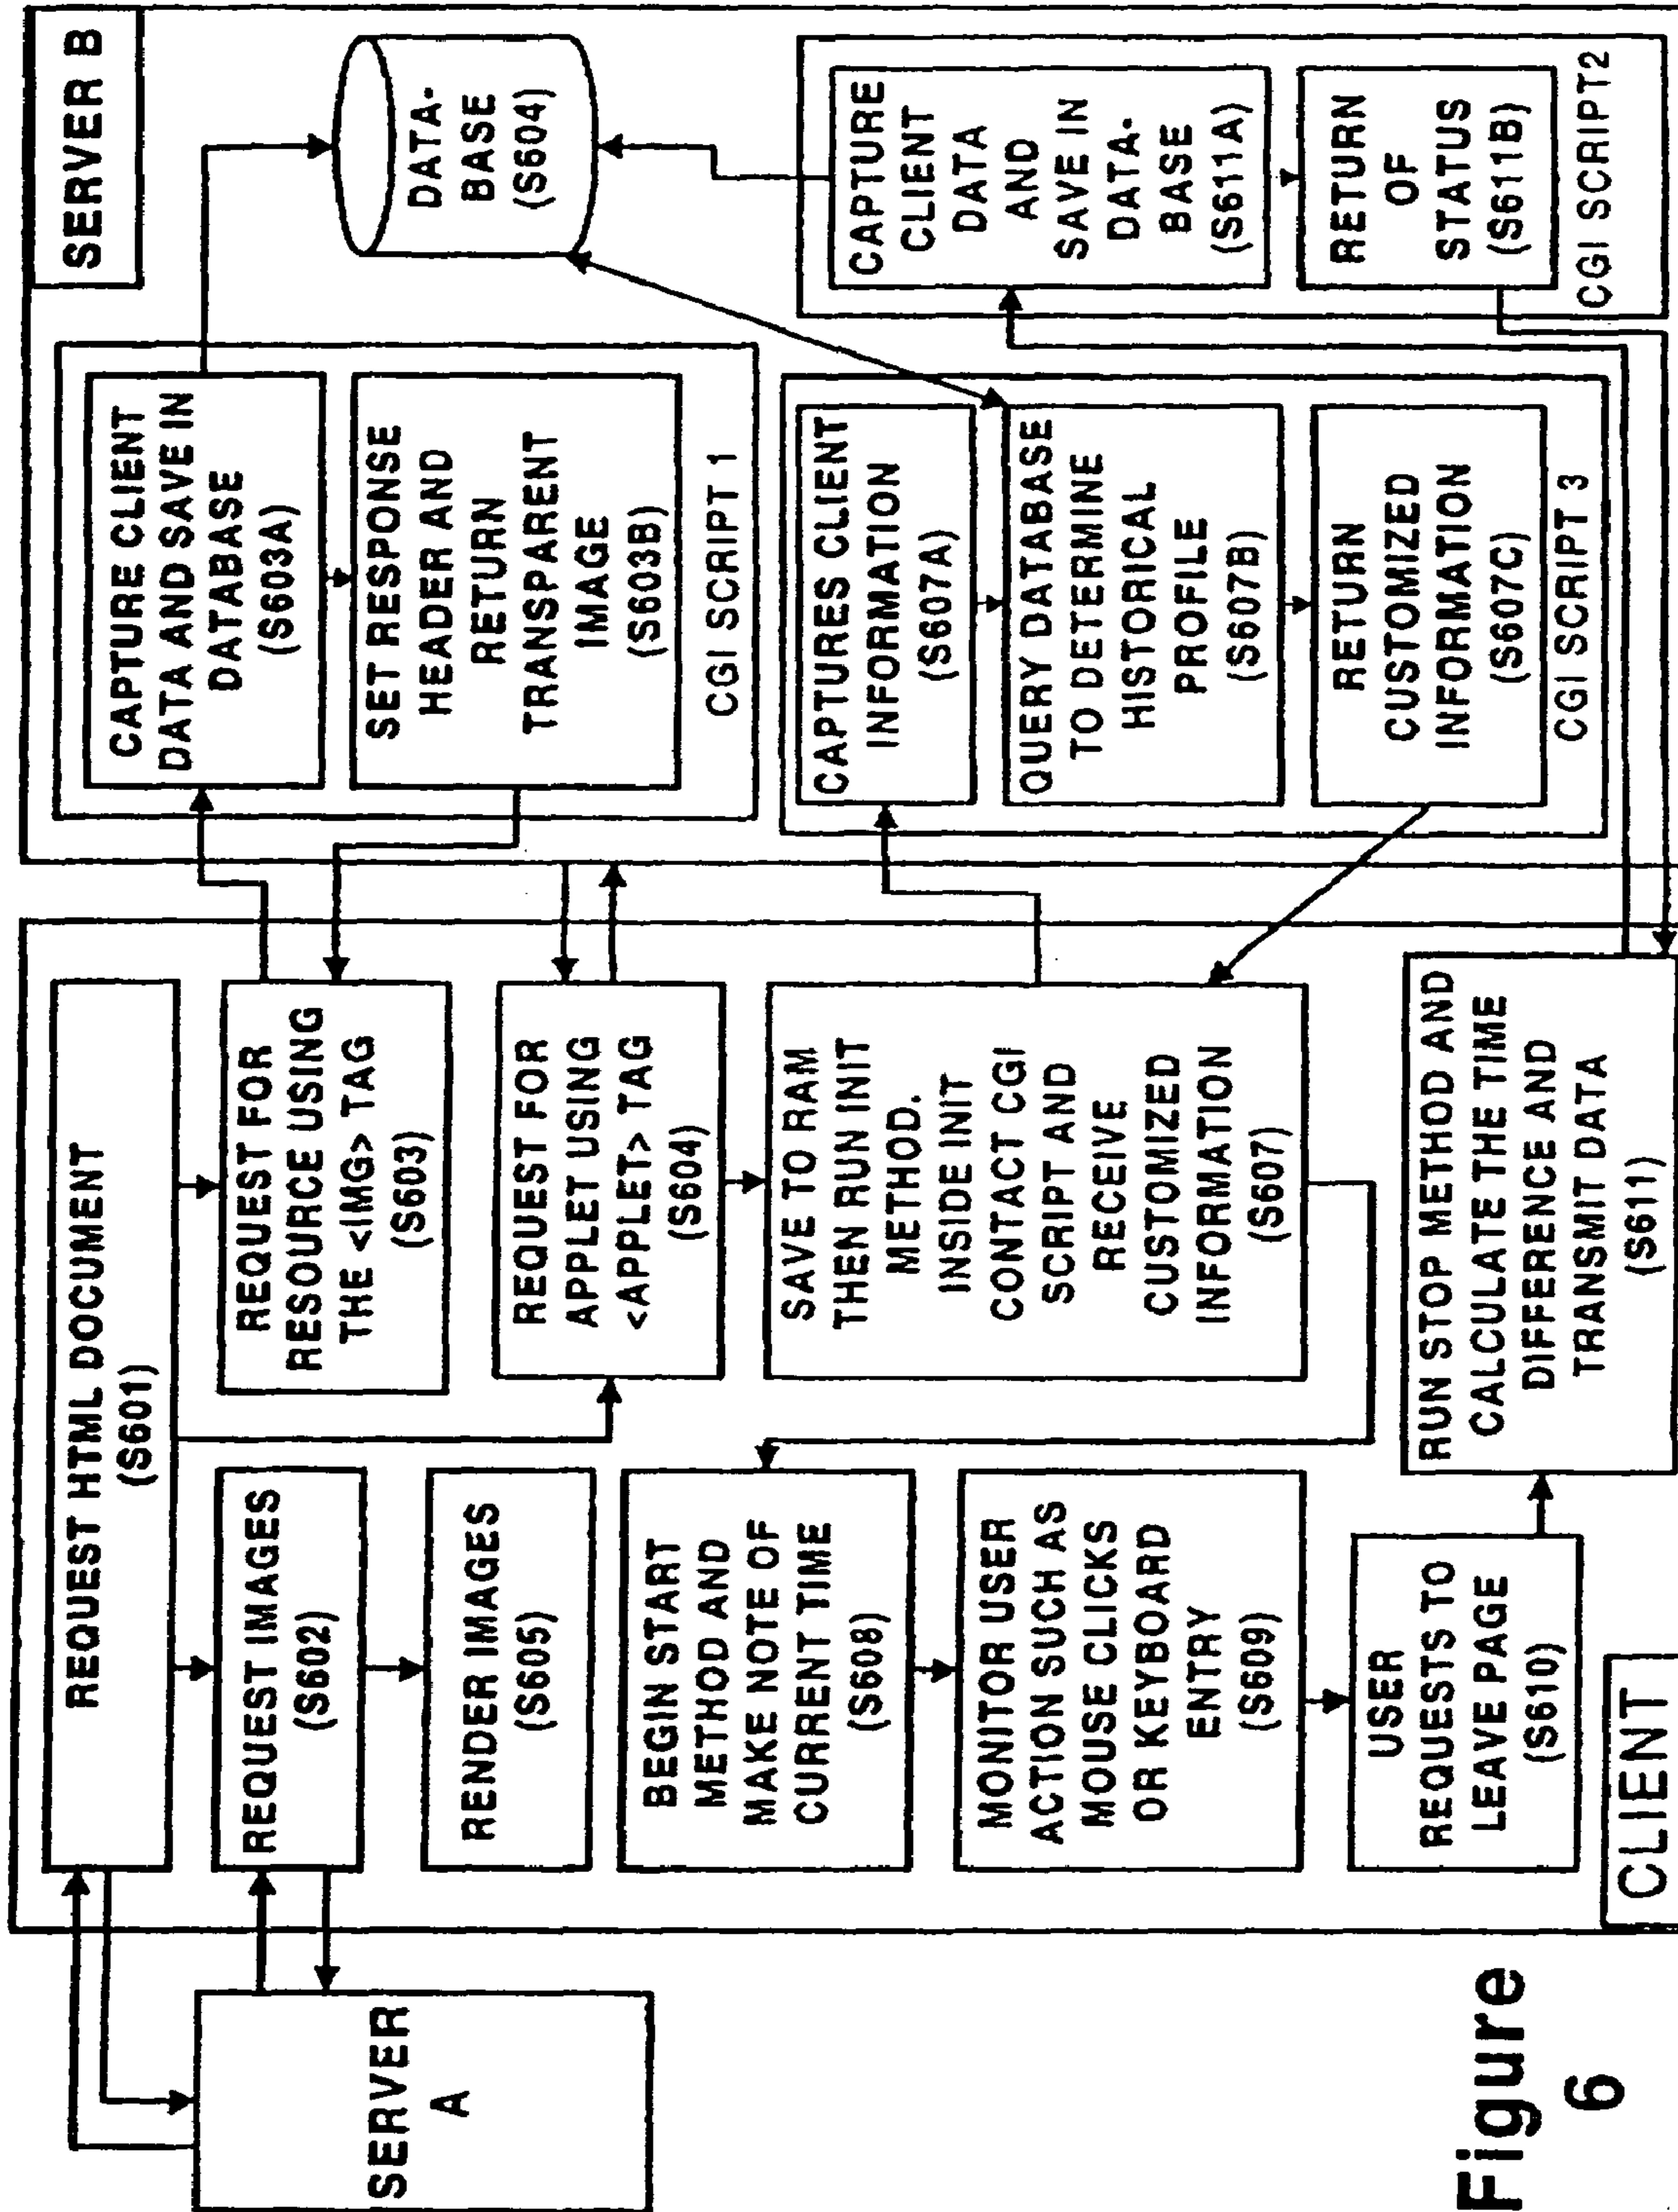 SERVER
A
REQUEST HTML DOCUMENT
(S601)
REQUEST IMAGES
(S602)
RENDER IMAGES
(S605)
BEGIN START
METHOD AND
MAKE NOTE OF
CURRENT TIME
(S608)
MONITOR USER
ACTION SUCH AS
MOUSE CLICKS
OR KEYBOARD
ENTRY
(S609)
USER
REQUESTS TO
LEAVE PAGE
(S610)
CLIENT
REQUEST FOR
RESOURCE USING
THE <IMG> TAG
(S603)
REQUEST FOR
APPLET USING
<APPLET> TAG
(S604)
SAVE TO RAM
THEN RUN INIT
METHOD.
INSIDE INIT
CONTACT CGI
SCRIPT AND
RECEIVE
CUSTOMIZED
INFORMATION
(S607)
RUN STOP METHOD AND
CALCULATE THE TIME
DIFFERENCE AND
TRANSMIT DATA
(S611)
SERVER B
CAPTURE CLIENT
DATA AND SAVE IN
DATABASE
(S603A)
SET RESPONSE
HEADER AND
RETURN
TRANSPARENT
IMAGE
(S603B)
CGI SCRIPT 1
CAPTURES CLIENT
INFORMATION
(S607A)
QUERY DATABASE
TO DETERMINE
HISTORICAL
PROFILE
(S607B)
RETURN
CUSTOMIZED
INFORMATION
(S607C)
CGI SCRIPT 3
DATA-
BASE
(S604)
CAPTURE
CLIENT
DATA
AND
SAVE IN
DATA-
BASE
(S611A)
RETURN
OF
STATUS
(S611B)
CGI SCRIPT2
Figure
6